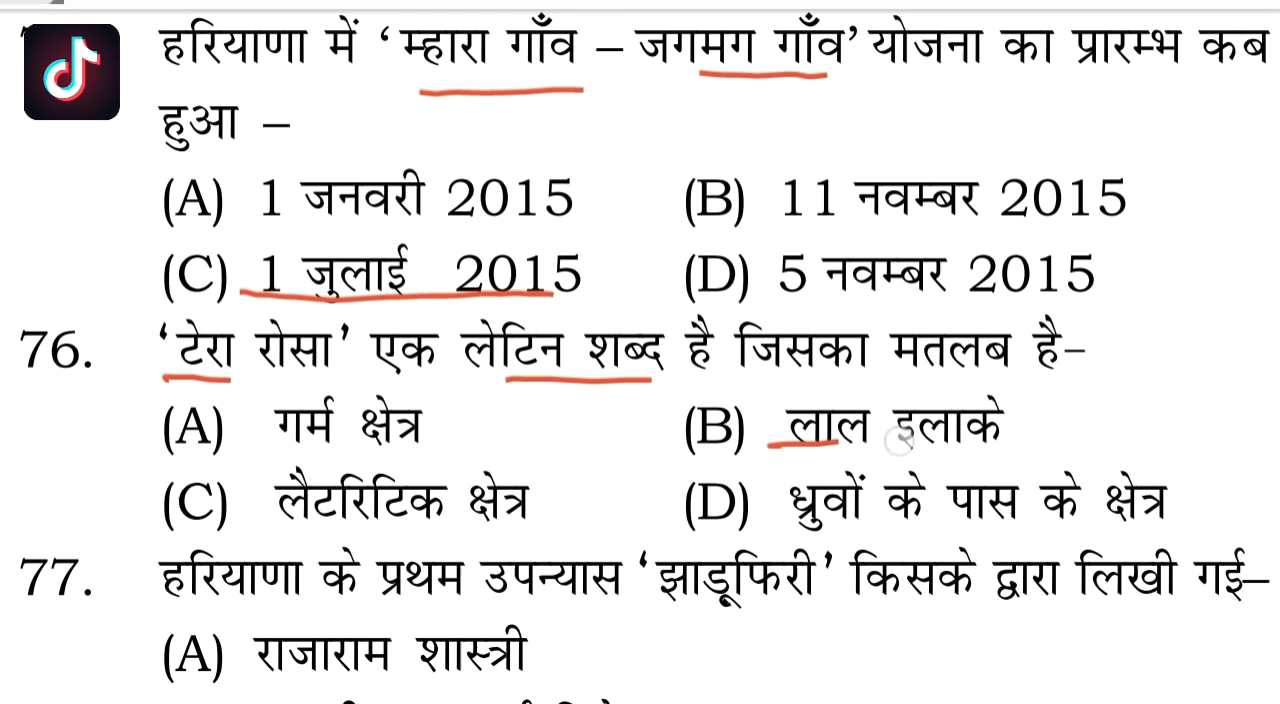 हरियाणा में ‘म्हारा गाँव – जगमग गाँव’ योजना का प्रारम्भ कब
हुआ –
(A) 1 जनवरी 2015 (B) 11 नवम्बर 2015
(C) 1 जुलाई 2015 (D) 5 नवम्बर 2015
76. ‘टेरा रोसा’ एक लेटिन शब्द है जिसका मतलब है–
(A) गर्म क्षेत्र (B) लाल इलाके
(C) लैटरिटिक क्षेत्र (D) ध्रुवों के पास के क्षेत्र
77. हरियाणा के प्रथम उपन्यास ‘झाडूफिरी’ किसके द्वारा लिखी गई–
(A) राजाराम शास्त्री